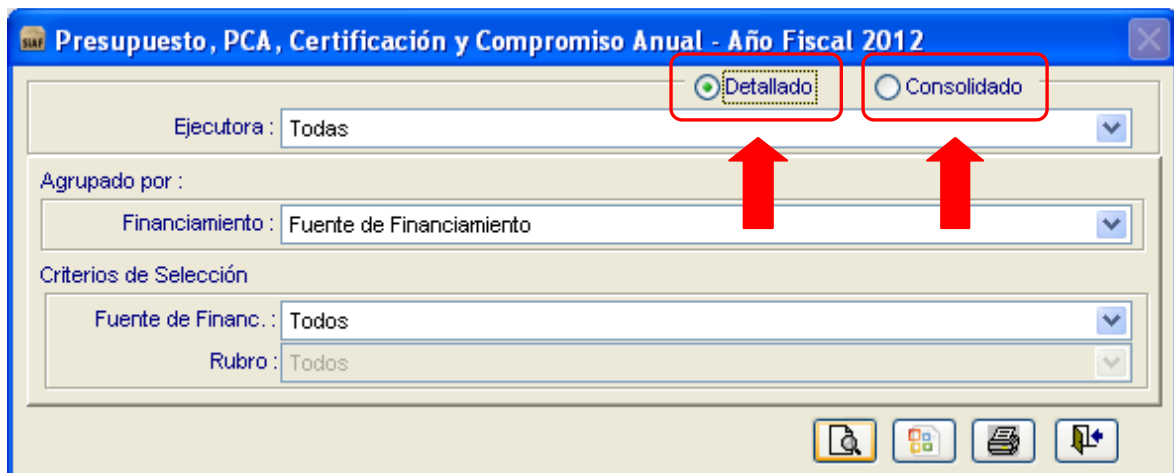 SIAF Presupuesto, PCA, Certificación y Compromiso Anual - Año Fiscal 2012
Detallado Consolidado
Ejecutora : Todas
Agrupado por :
Financiamiento : Fuente de Financiamiento
Criterios de Selección
Fuente de Financ. : Todos
Rubro : Todos